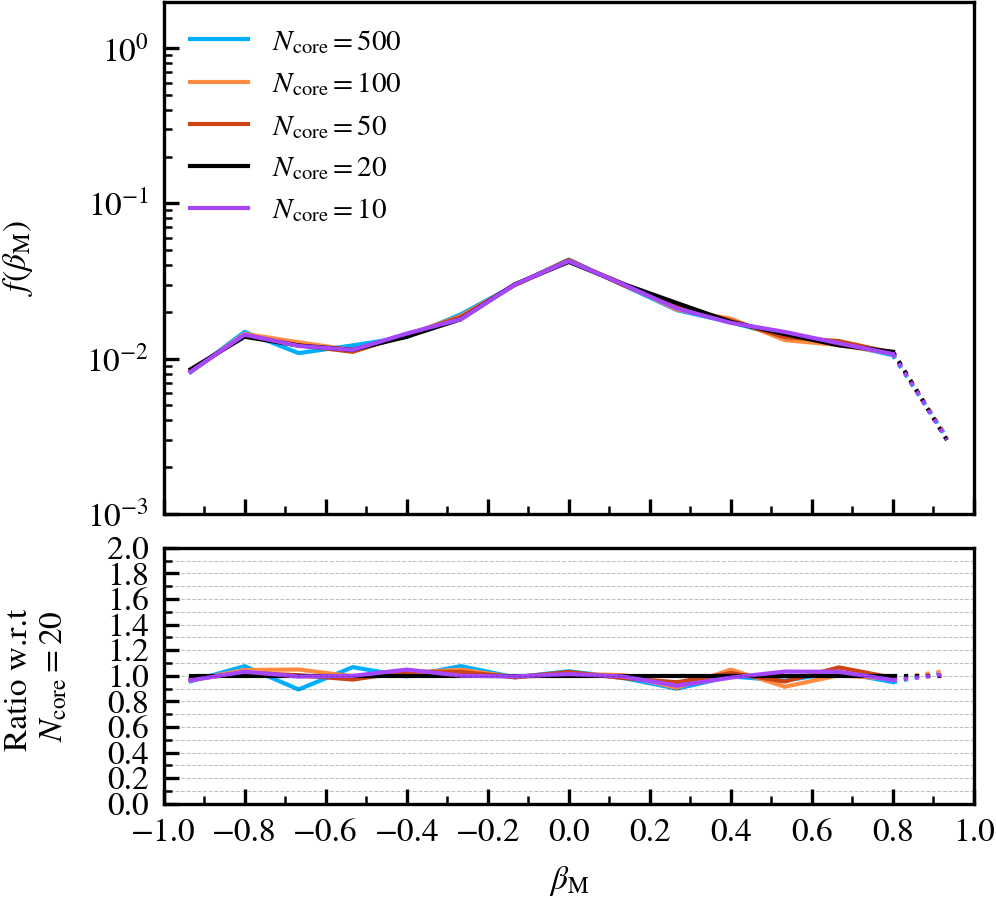 10⁰
10⁻¹
10⁻²
10⁻³
f(β_M)
N_core = 500
N_core = 100
N_core = 50
N_core = 20
N_core = 10
2.0
1.8
1.6
1.4
1.2
1.0
0.8
0.6
0.4
0.2
0.0
Ratio w.r.t
N_core = 20
−1.0 −0.8 −0.6 −0.4 −0.2 0.0 0.2 0.4 0.6 0.8 1.0
β_M